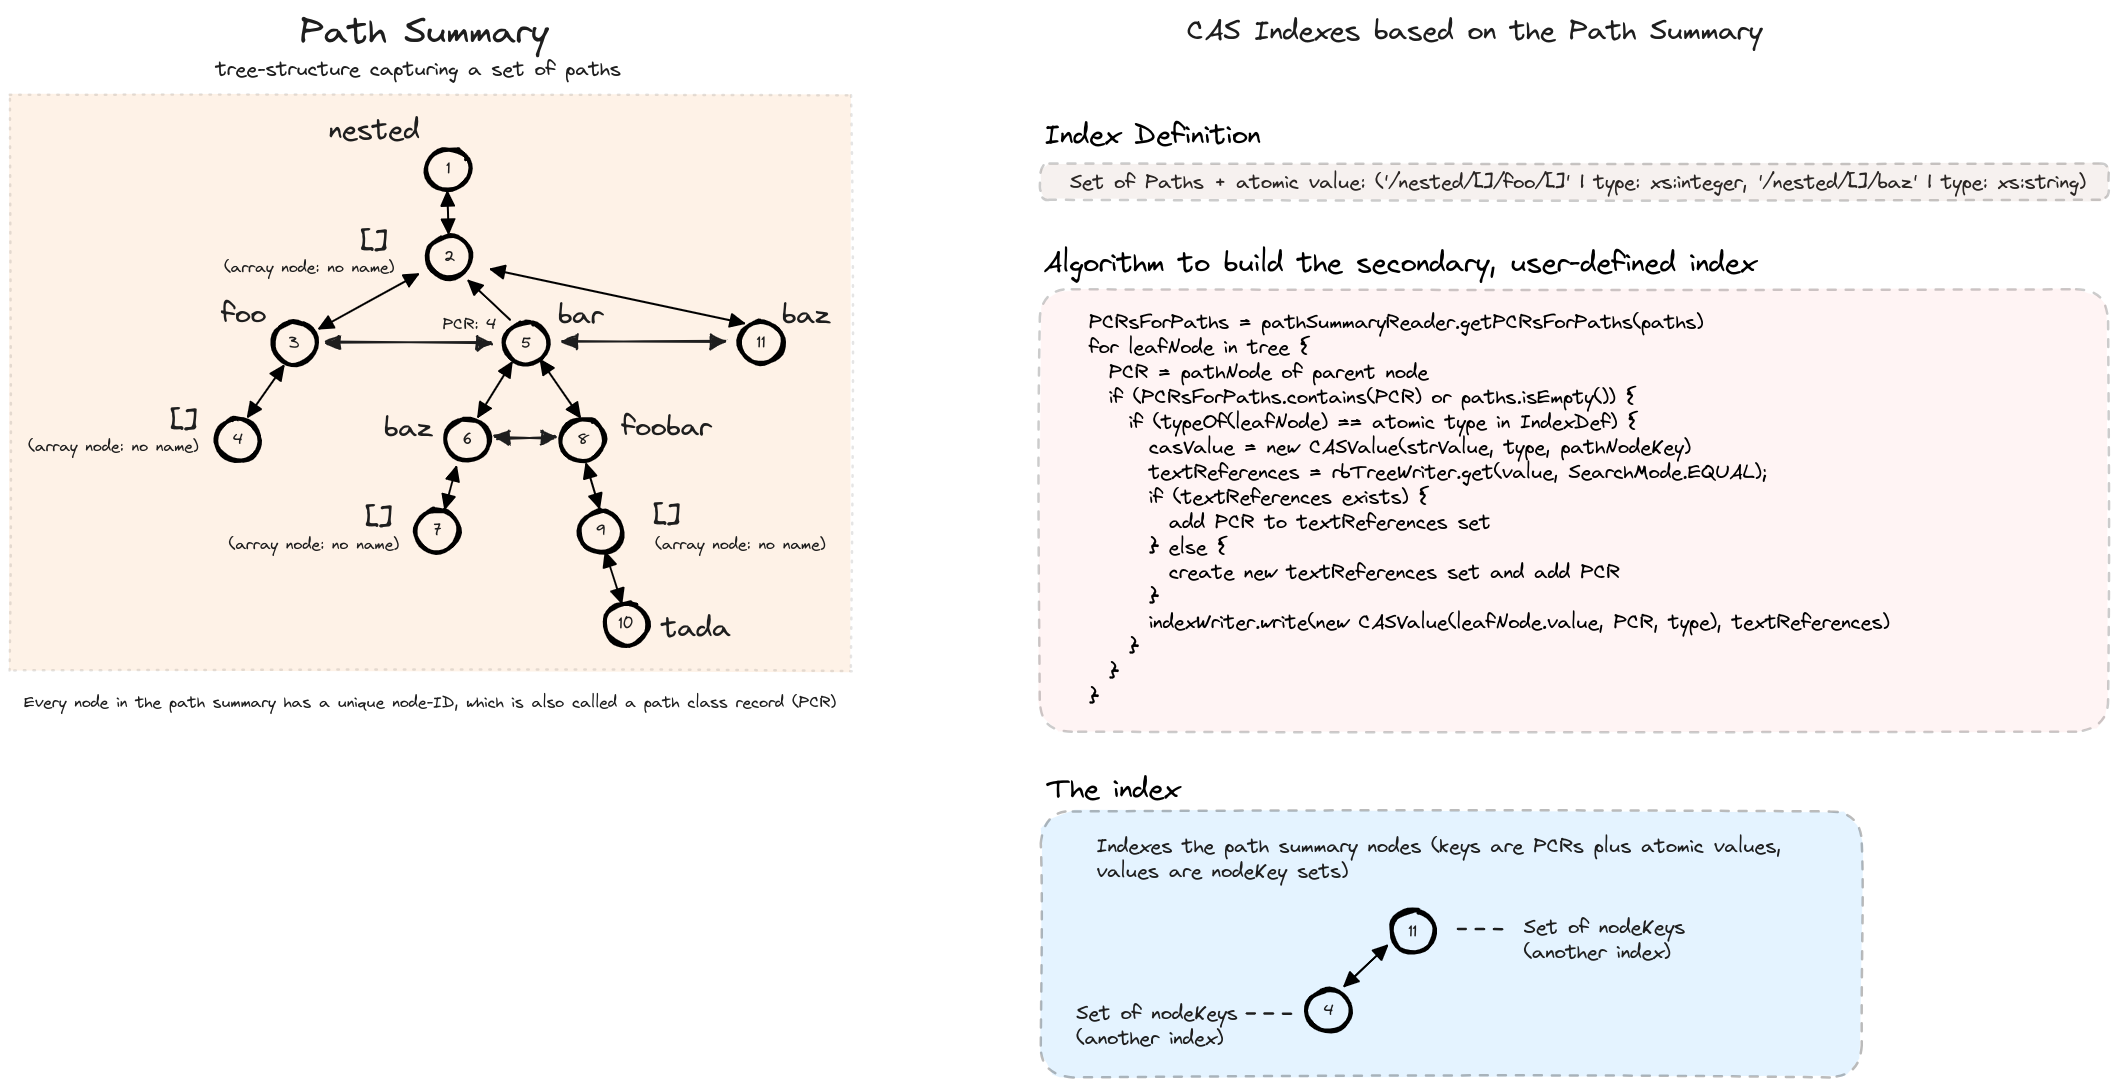 Path Summary
tree-structure capturing a set of paths
nested
1
[]
(array node: no name)
2
foo
3
PCR: 4
bar
5
baz
11
[]
(array node: no name)
4
baz
6
8
foobar
[]
(array node: no name)
7
9
[]
(array node: no name)
10
tada
Every node in the path summary has a unique node-ID, which is also called a path class record (PCR)
CAS Indexes based on the Path Summary
Index Definition
Set of Paths + atomic value: ('/nested/[]/foo/[]' | type: xs:integer, '/nested/[]/baz' | type: xs:string)
Algorithm to build the secondary, user-defined index
PCRsForPaths = pathSummaryReader.getPCRsForPaths(paths)
for leafNode in tree {
PCR = pathNode of parent node
if (PCRsForPaths.contains(PCR) or paths.isEmpty()) {
if (typeOf(leafNode) == atomic type in IndexDef) {
casValue = new CASValue(strValue, type, pathNodeKey)
textReferences = rbTreeWriter.get(value, SearchMode.EQUAL);
if (textReferences exists) {
add PCR to textReferences set
} else {
create new textReferences set and add PCR
}
indexWriter.write(new CASValue(leafNode.value, PCR, type), textReferences)
}
}
}
The index
Indexes the path summary nodes (keys are PCRs plus atomic values,
values are nodeKey sets)
11
Set of nodeKeys
(another index)
Set of nodeKeys
(another index)
4